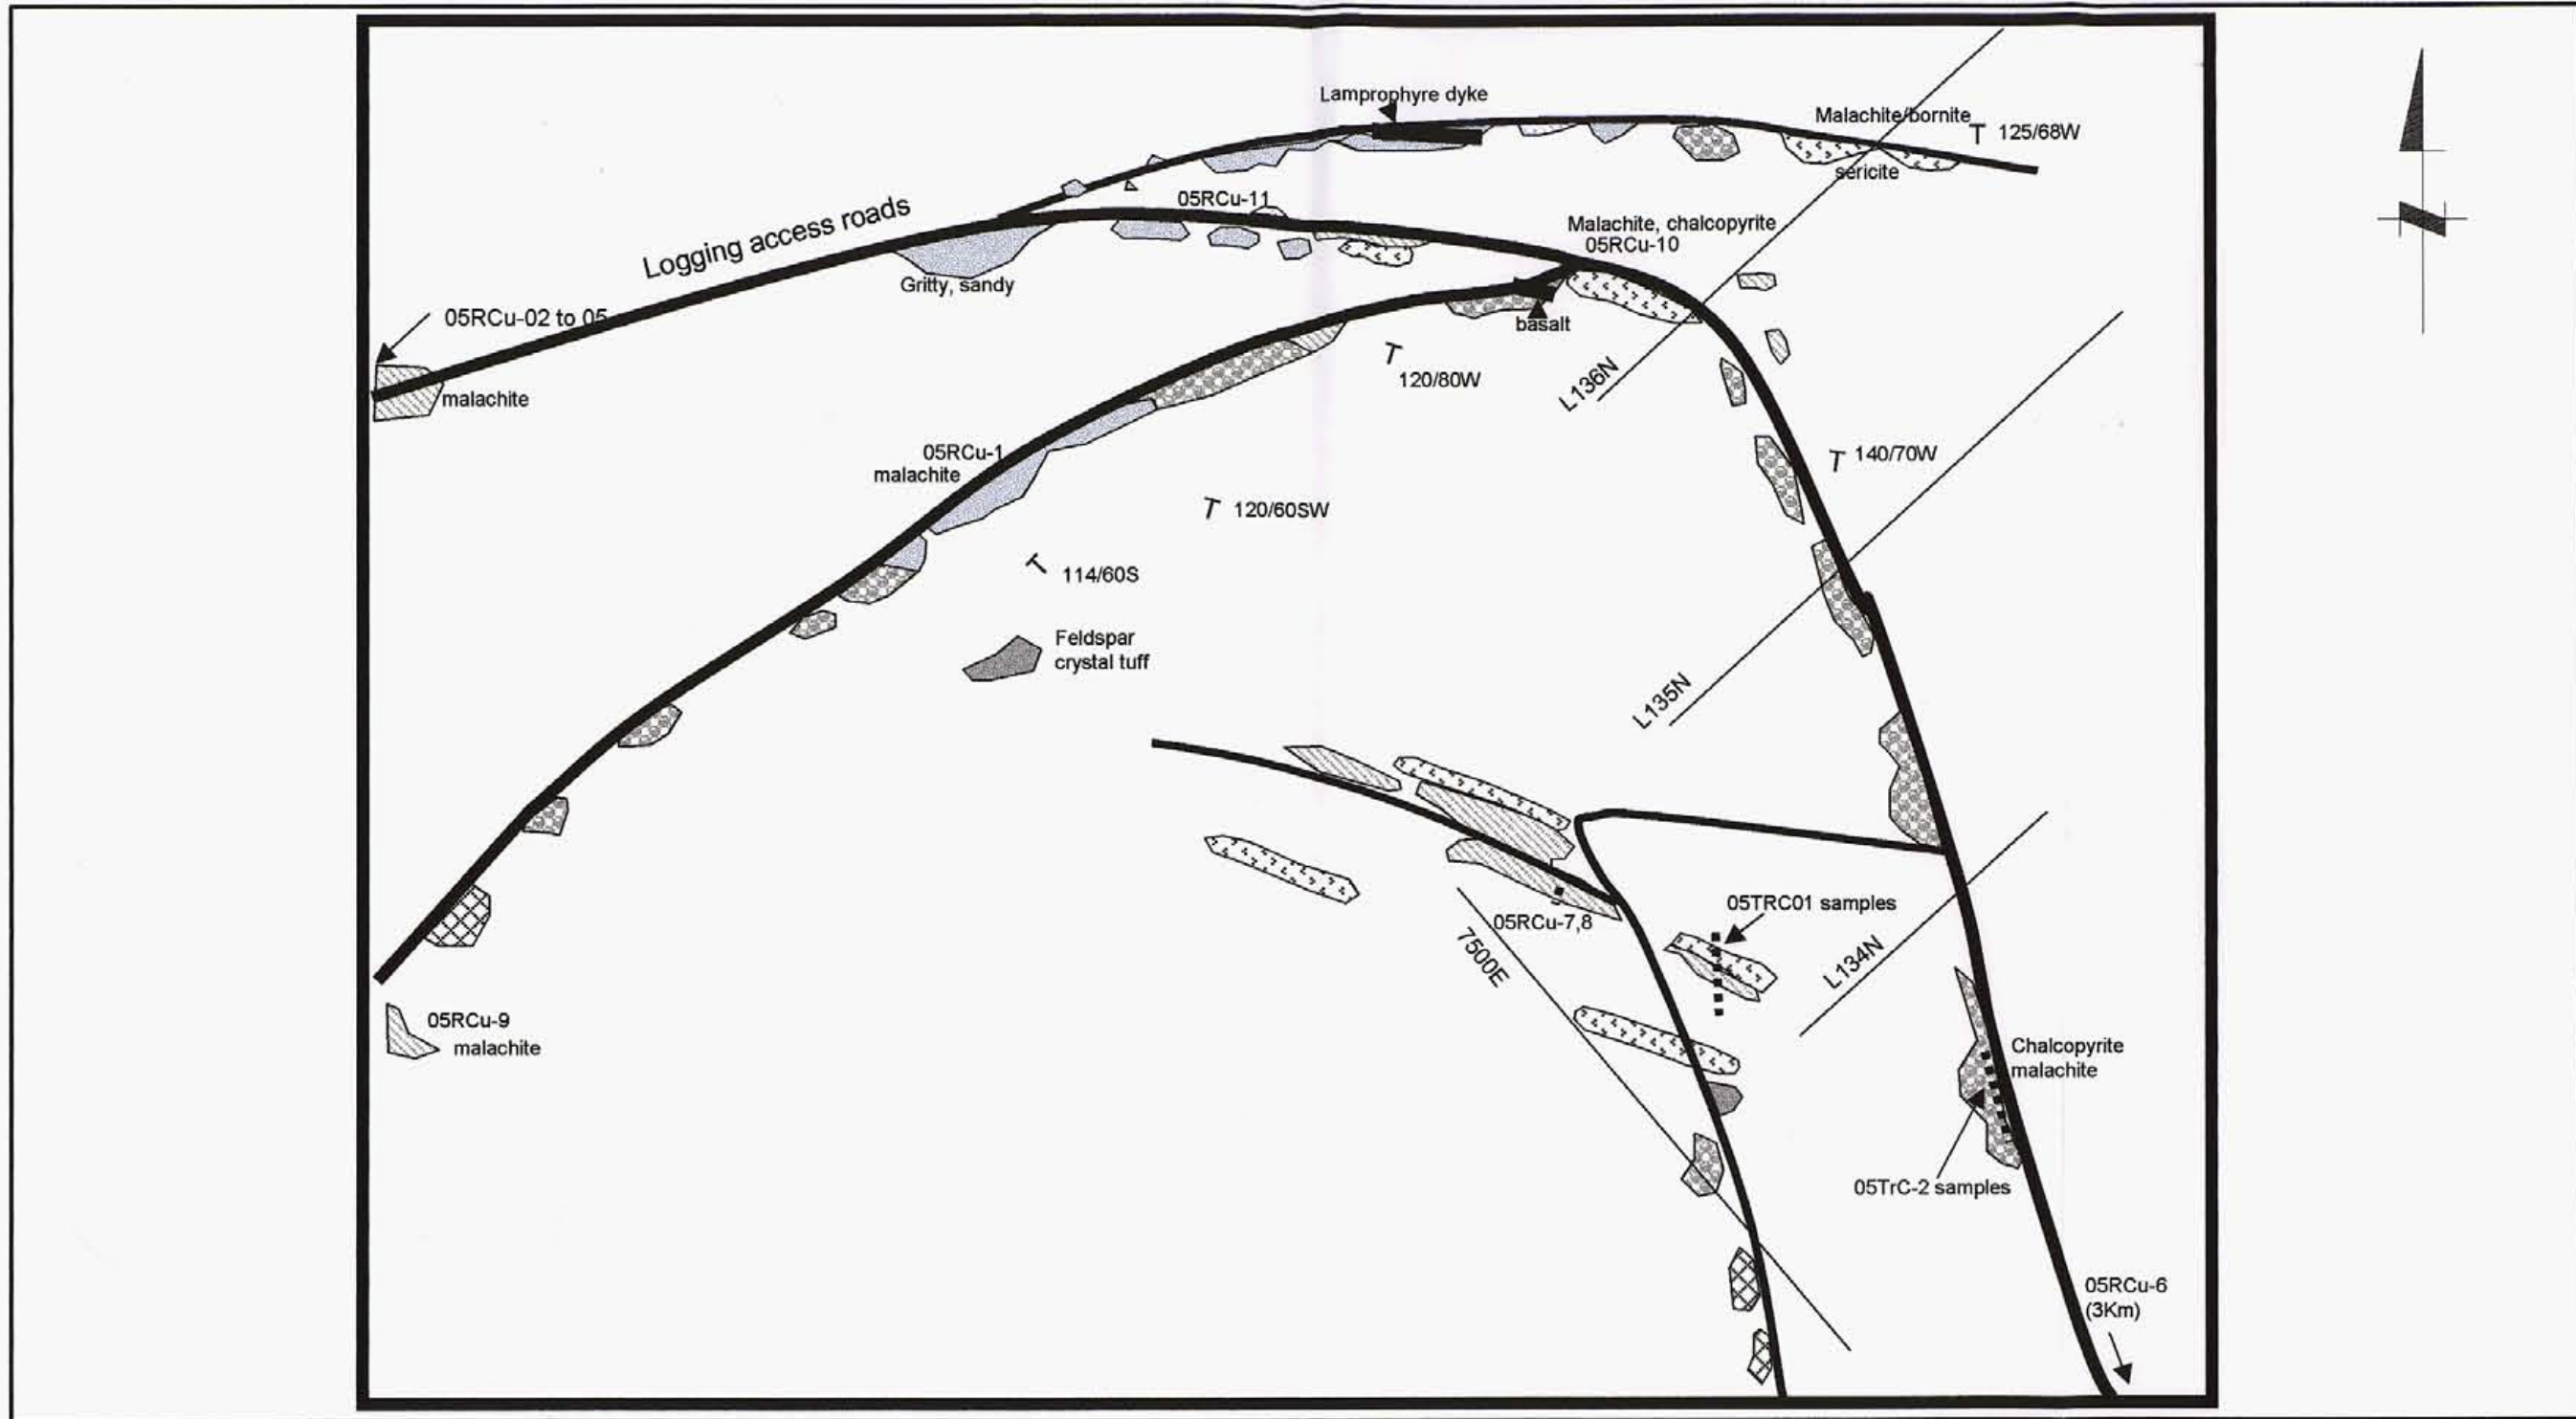 Lamprophyre dyke
Malachite/bornite
T 125/68W
sericite
05RCu-11
Logging access roads
Malachite, chalcopyrite
05RCu-10
Gritty, sandy
05RCu-02 to 05
basalt
T
120/80W
L136N
malachite
05RCu-1
malachite
T 140/70W
T 120/60SW
T 114/60S
Feldspar
crystal tuff
L135N
05TRC01 samples
05RCu-7,8
7500E
L134N
05RCu-9
malachite
Chalcopyrite
malachite
05TrC-2 samples
05RCu-6
(3Km)
N